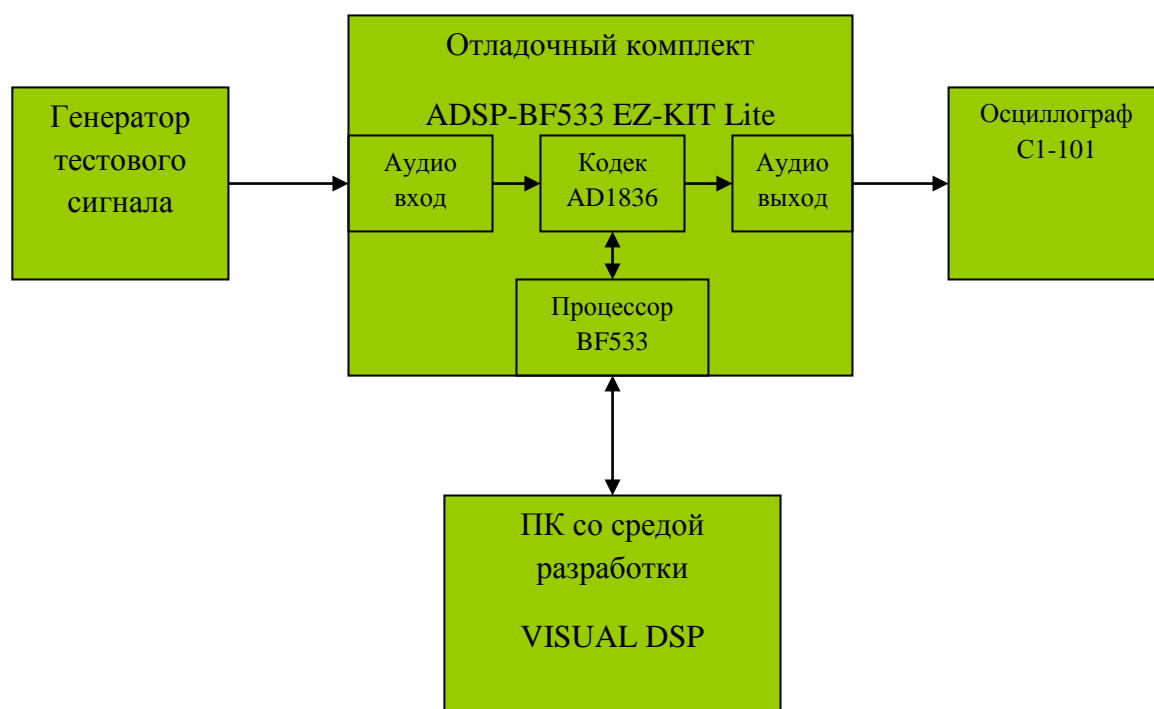 Отладочный комплект
ADSP-BF533 EZ-KIT Lite
Генератор
тестового
сигнала
Аудио
вход
Кодек
AD1836
Аудио
выход
Осциллограф
С1-101
Процессор
BF533
ПК со средой
разработки
VISUAL DSP